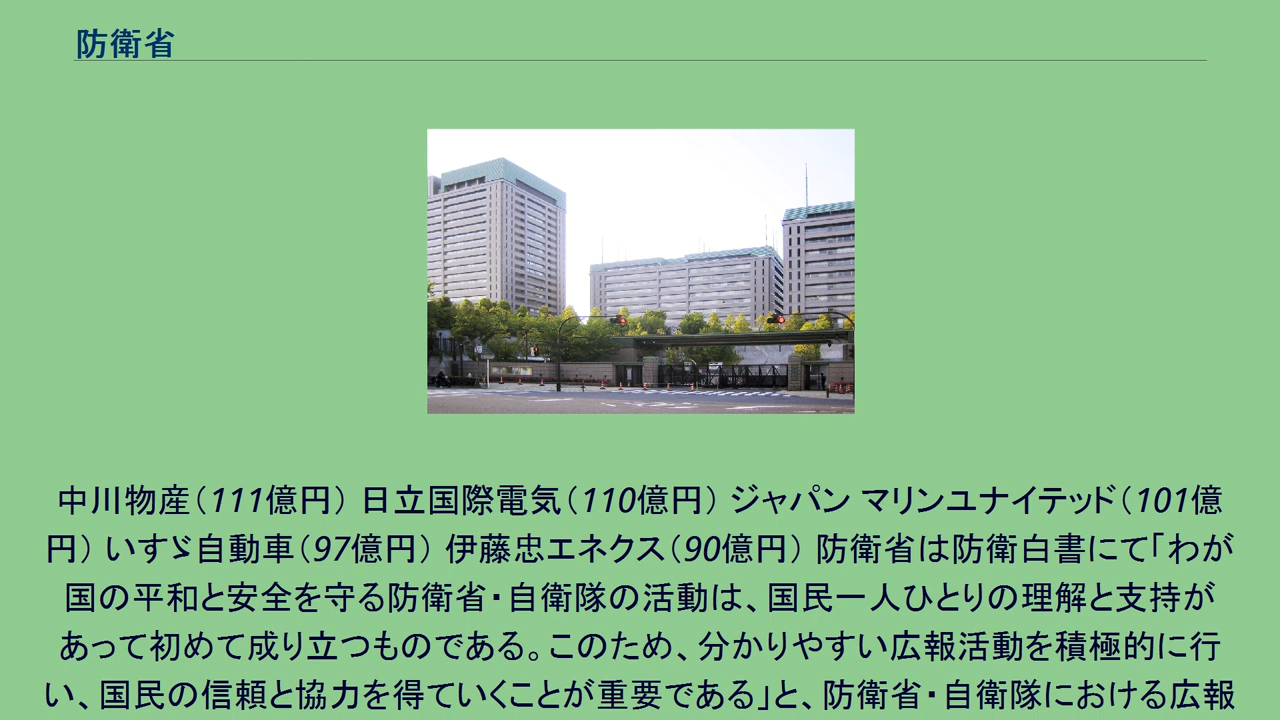 防衛省
中川物産（111億円） 日立国際電気（110億円） ジャパン マリンユナイテッド（101億
円） いすゞ自動車（97億円） 伊藤忠エネクス（90億円） 防衛省は防衛白書にて「わが
国の平和と安全を守る防衛省・自衛隊の活動は、国民一人ひとりの理解と支持が
あって初めて成り立つものである。このため、分かりやすい広報活動を積極的に行
い、国民の信頼と協力を得ていくことが重要である」と、防衛省・自衛隊における広報